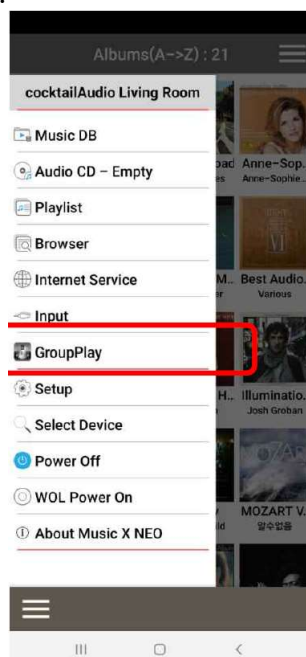 Albums(A->Z) : 21
cocktailAudio Living Room
Music DB
Audio CD – Empty
Playlist
Browser
Internet Service
Input
GroupPlay
Setup
Select Device
Power Off
WOL Power On
About Music X NEO
Anne-Sop..
Anne-Sophie..
M.. Best Audio..
Various
H.. Illuminatio..
Josh Groban
MOZART V..
알수없음